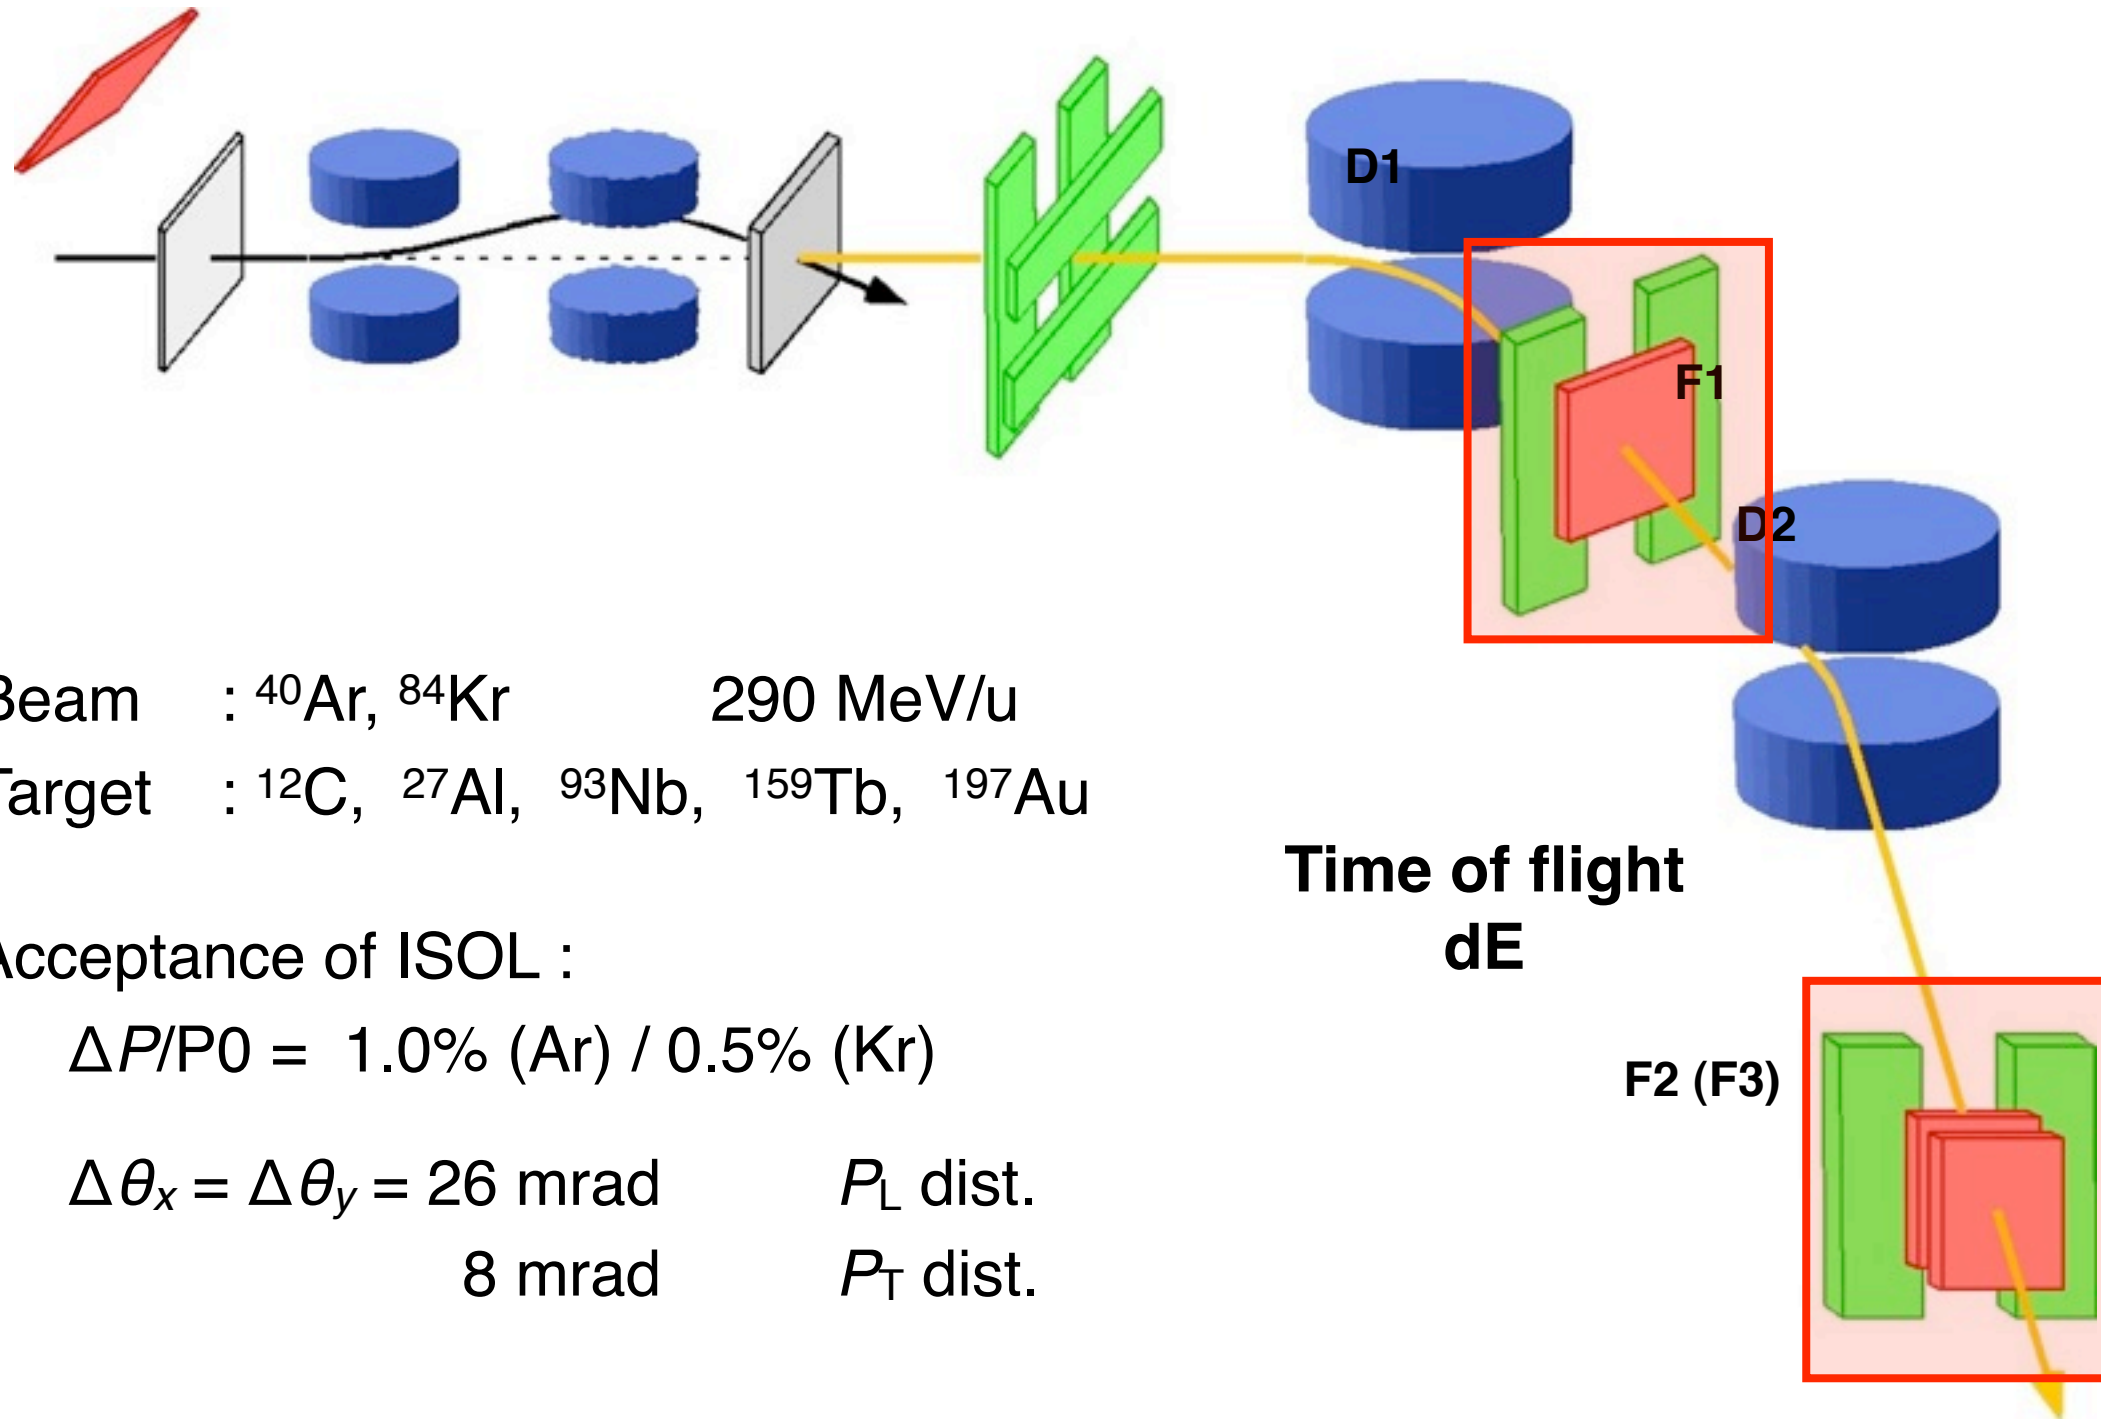 D1
F1
D2
Beam : ⁴⁰Ar, ⁸⁴Kr 290 MeV/u
Target : ¹²C, ²⁷Al, ⁹³Nb, ¹⁵⁹Tb, ¹⁹⁷Au
Time of flight
dE
Acceptance of ISOL :
ΔP/P0 = 1.0% (Ar) / 0.5% (Kr)
F2 (F3)
Δθx = Δθy = 26 mrad PL dist.
8 mrad PT dist.